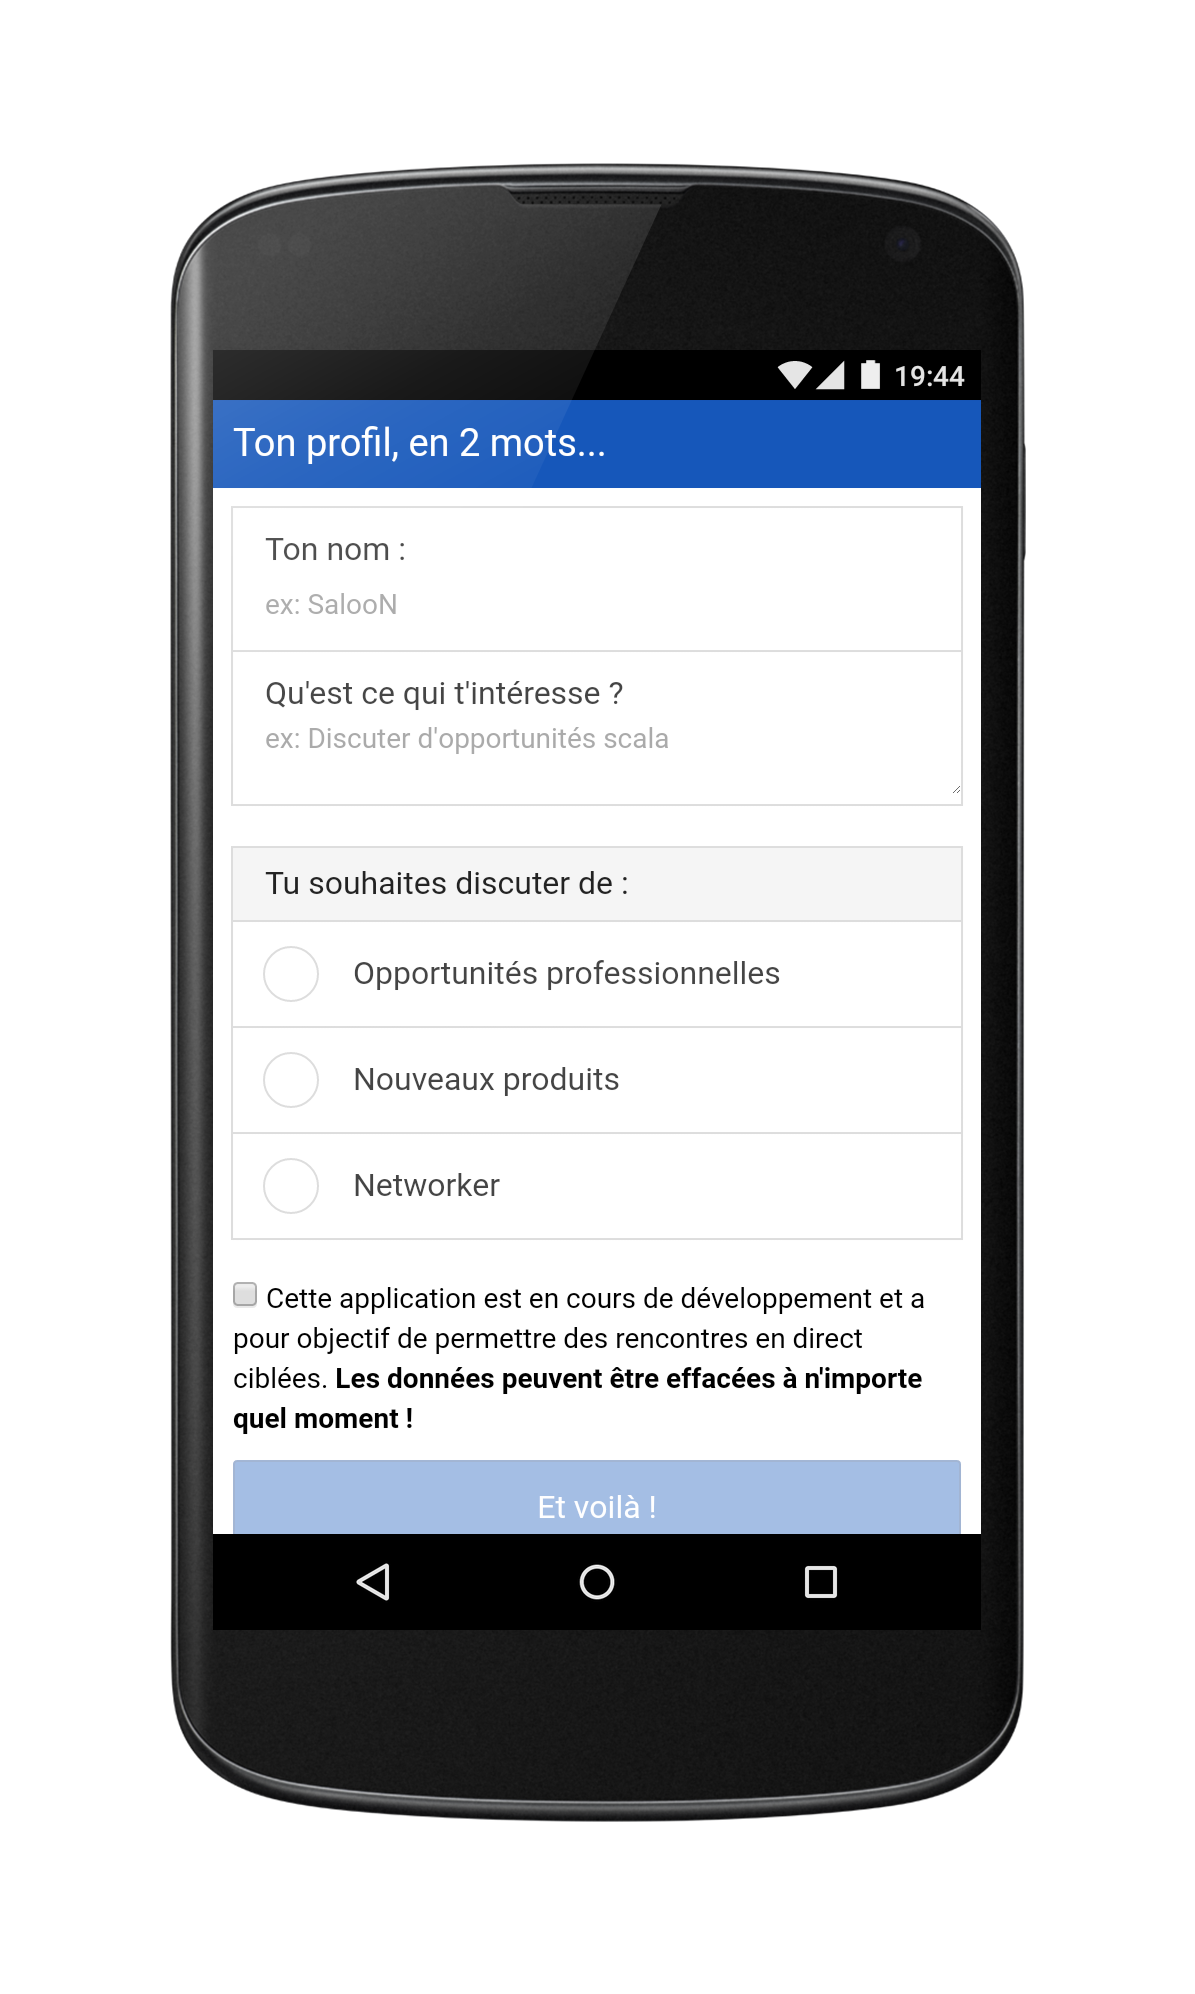 19:44
Ton profil, en 2 mots...
Ton nom :
ex: SalooN
Qu'est ce qui t'intéresse ?
ex: Discuter d'opportunités scala
Tu souhaites discuter de :
Opportunités professionnelles
Nouveaux produits
Networker
Cette application est en cours de développement et a
pour objectif de permettre des rencontres en direct
ciblées. Les données peuvent être effacées à n'importe
quel moment !
Et voilà !